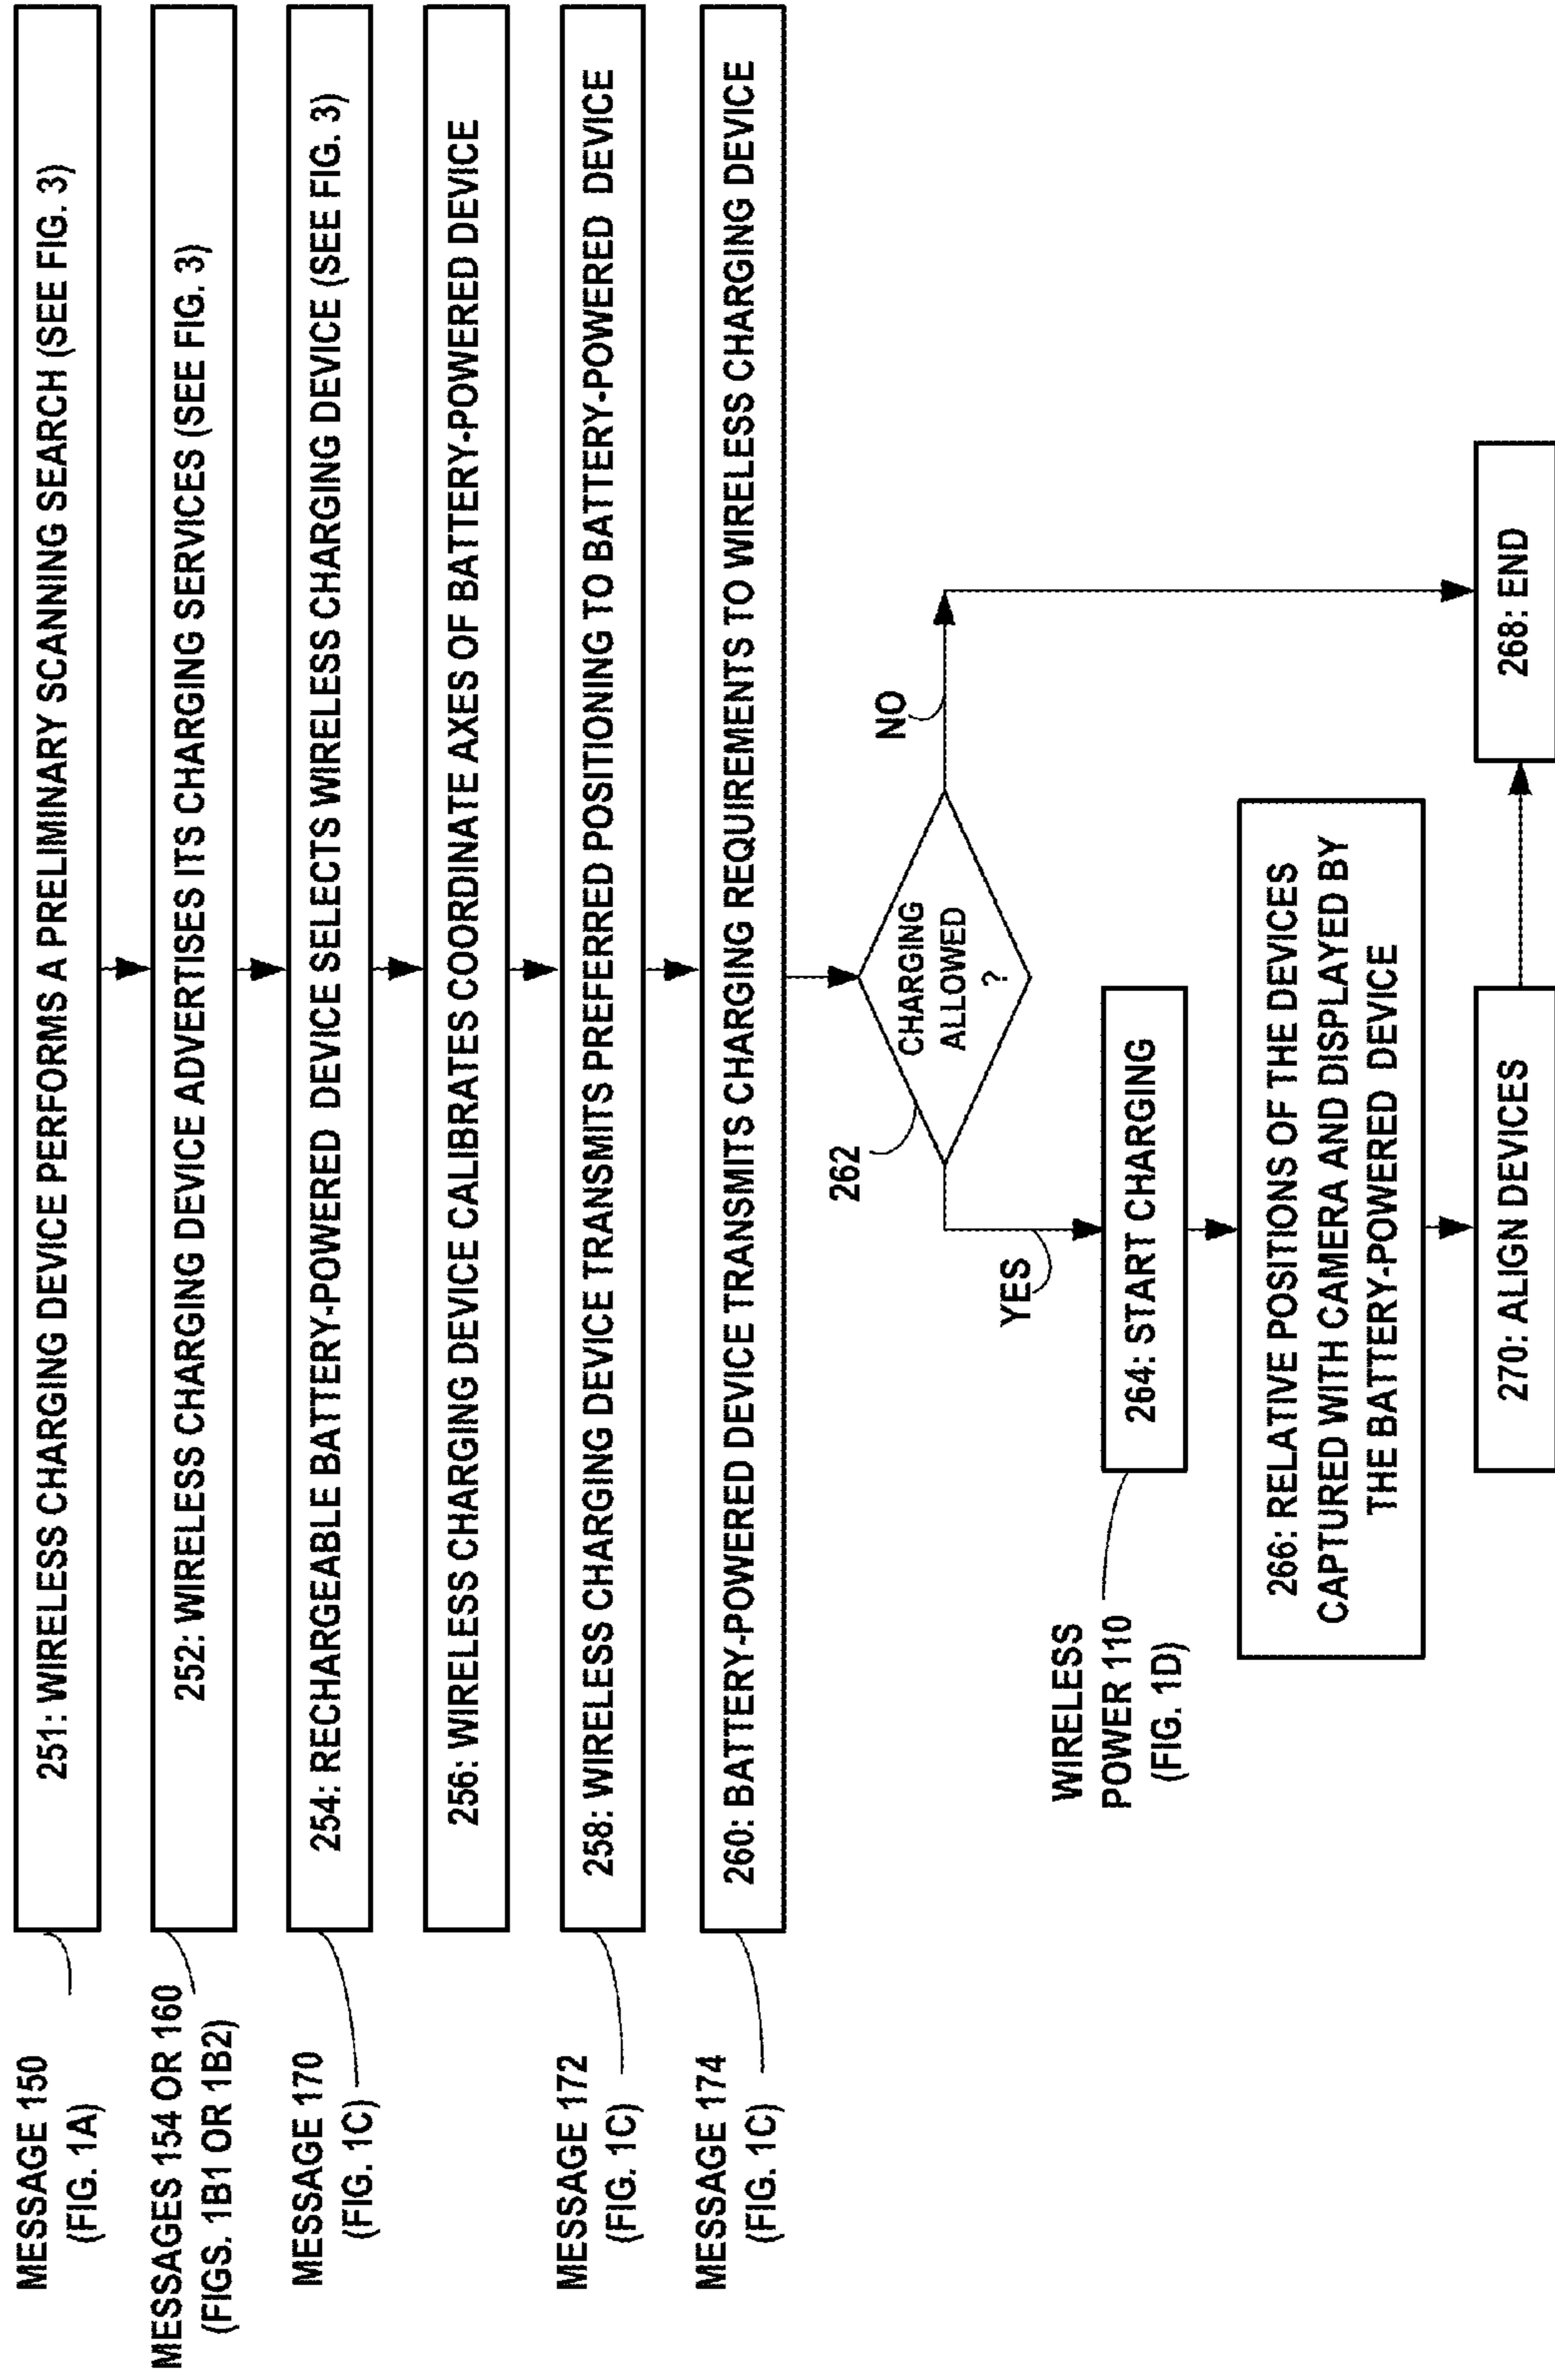 MESSAGE 150
(FIG. 1A)
251: WIRELESS CHARGING DEVICE PERFORMS A PRELIMINARY SCANNING SEARCH (SEE FIG. 3)
MESSAGES 154 OR 160
(FIGS. 1B1 OR 1B2)
252: WIRELESS CHARGING DEVICE ADVERTISES ITS CHARGING SERVICES (SEE FIG. 3)
MESSAGE 170
(FIG. 1C)
254: RECHARGEABLE BATTERY-POWERED DEVICE SELECTS WIRELESS CHARGING DEVICE (SEE FIG. 3)
256: WIRELESS CHARGING DEVICE CALIBRATES COORDINATE AXES OF BATTERY-POWERED DEVICE
MESSAGE 172
(FIG. 1C)
258: WIRELESS CHARGING DEVICE TRANSMITS PREFERRED POSITIONING TO BATTERY-POWERED DEVICE
MESSAGE 174
(FIG. 1C)
260: BATTERY-POWERED DEVICE TRANSMITS CHARGING REQUIREMENTS TO WIRELESS CHARGING DEVICE
262
CHARGING
ALLOWED
?
NO
YES
WIRELESS
POWER 110
(FIG. 1D)
264: START CHARGING
266: RELATIVE POSITIONS OF THE DEVICES
CAPTURED WITH CAMERA AND DISPLAYED BY
THE BATTERY-POWERED DEVICE
270: ALIGN DEVICES
268: END